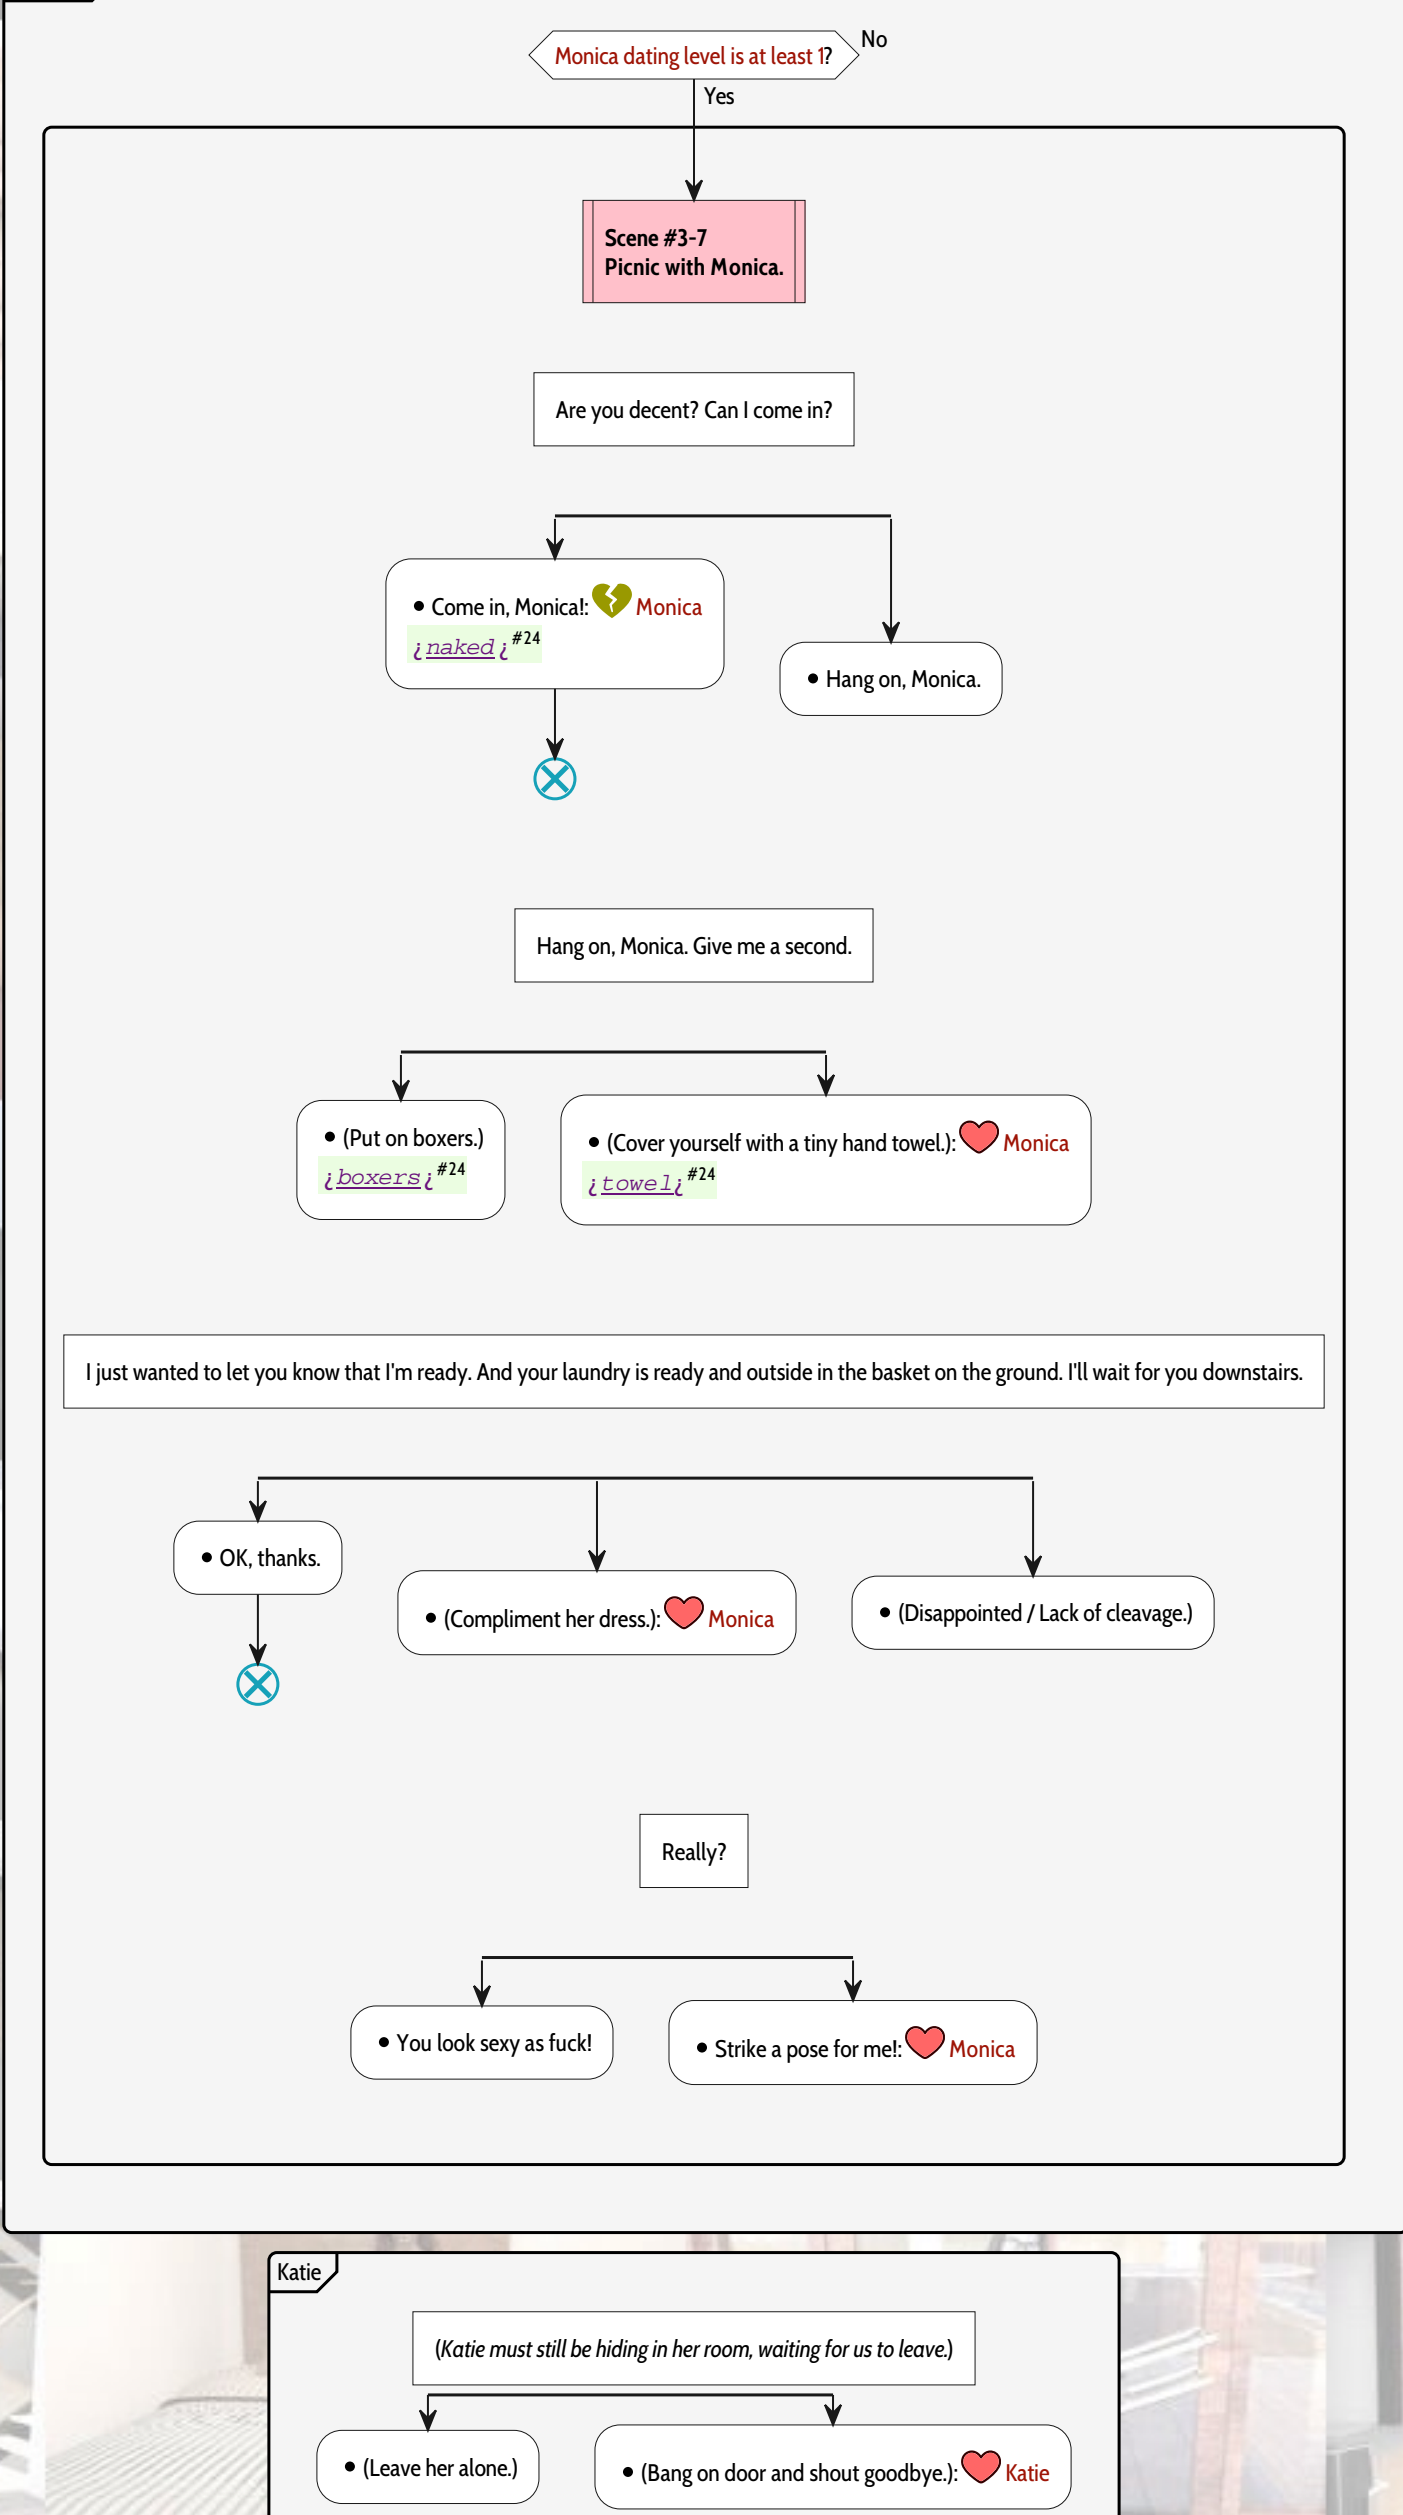 Monica dating level is at least 1?
No
Yes
Scene #3-7
Picnic with Monica.
Are you decent? Can I come in?
• Come in, Monica!: Monica
¿naked¿#24
• Hang on, Monica.
Hang on, Monica. Give me a second.
• (Put on boxers.)
¿boxers¿#24
• (Cover yourself with a tiny hand towel.): Monica
¿towel¿#24
I just wanted to let you know that I'm ready. And your laundry is ready and outside in the basket on the ground. I'll wait for you downstairs.
• OK, thanks.
• (Compliment her dress.): Monica
• (Disappointed / Lack of cleavage.)
Really?
• You look sexy as fuck!
• Strike a pose for me!: Monica
Katie
(Katie must still be hiding in her room, waiting for us to leave.)
• (Leave her alone.)
• (Bang on door and shout goodbye.): Katie